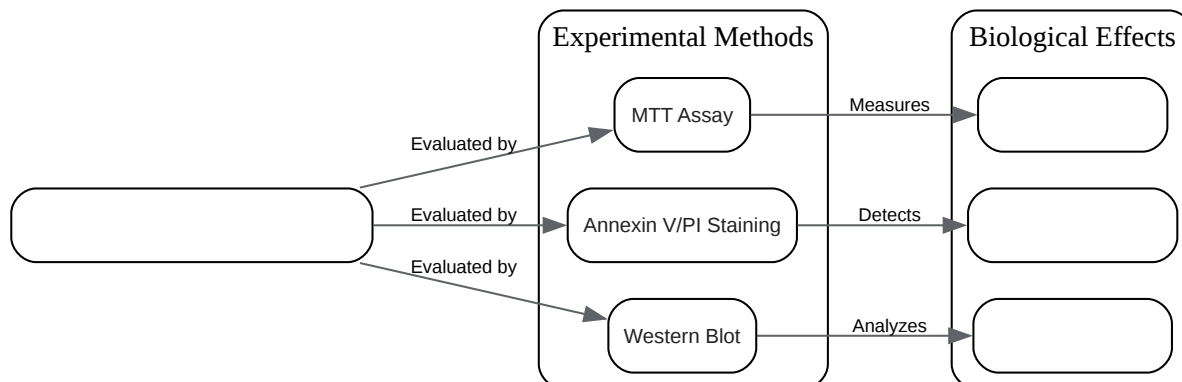 Experimental Methods
Biological Effects
MTT Assay
Measures
Evaluated by
Evaluated by
Annexin V/PI Staining
Detects
Evaluated by
Western Blot
Analyzes